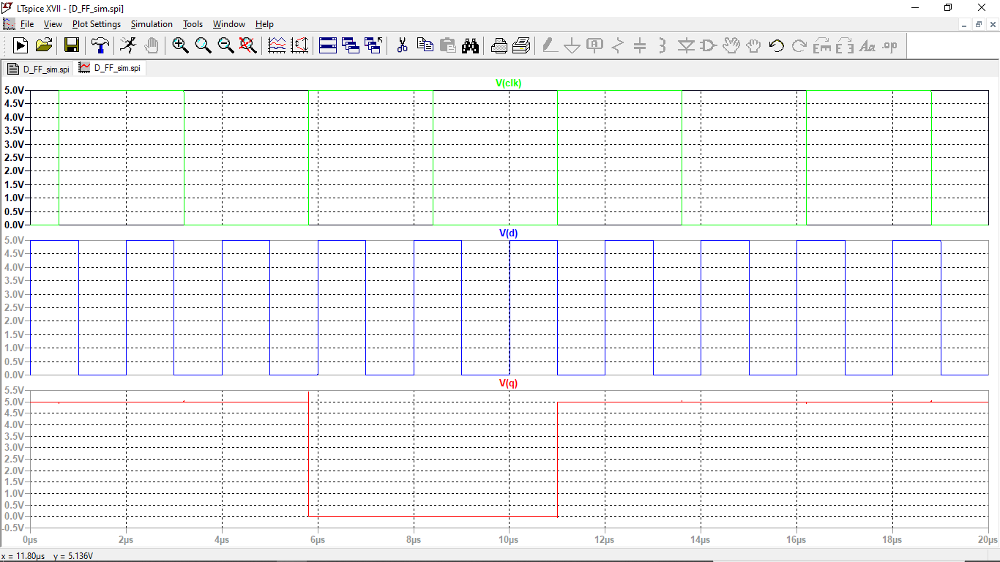 LTspice XVII - [D_FF_sim.spi]
File View Plot Settings Simulation Tools Window Help
.op
D_FF_sim.spi D_FF_sim.spi
V(clk)
5.0V
4.5V
4.0V
3.5V
3.0V
2.5V
2.0V
1.5V
1.0V
0.5V
0.0V
V(d)
5.0V
4.5V
4.0V
3.5V
3.0V
2.5V
2.0V
1.5V
1.0V
0.5V
0.0V
V(q)
5.5V
5.0V
4.5V
4.0V
3.5V
3.0V
2.5V
2.0V
1.5V
1.0V
0.5V
0.0V
-0.5V
0µs 2µs 4µs 6µs 8µs 10µs 12µs 14µs 16µs 18µs 20µs
x = 11.80µs y = 5.136V